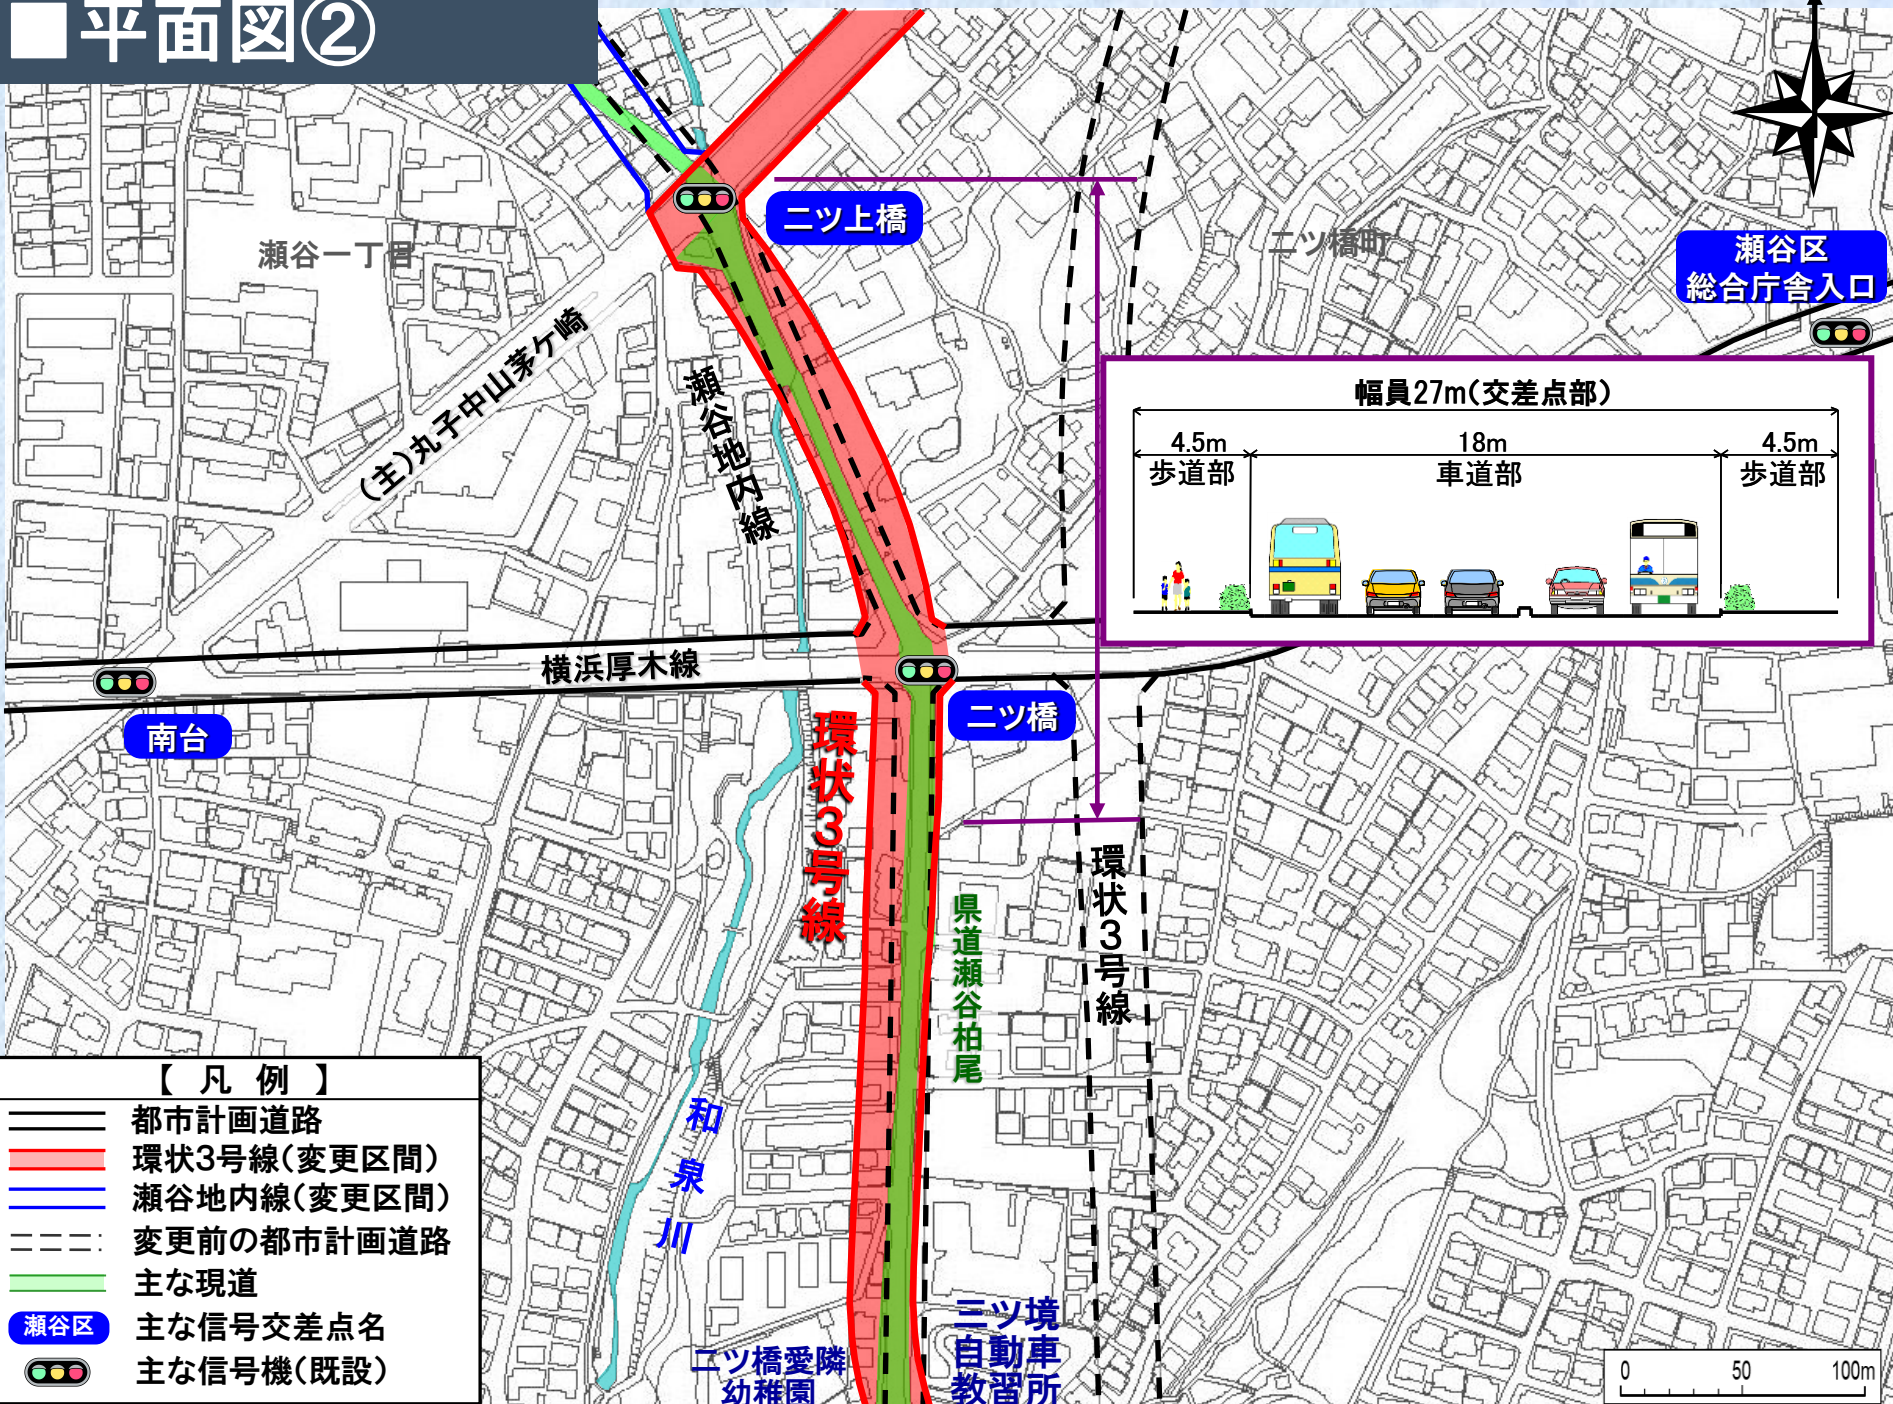 ■平面図②
二ツ上橋
瀬谷一丁目
二ツ橋町
瀬谷区
総合庁舎入口
(主)丸子中山茅ケ崎
瀬谷地内線
幅員27m(交差点部)
4.5m
18m
4.5m
歩道部
車道部
歩道部
横浜厚木線
南台
二ツ橋
環状3号線
環状3号線
県道瀬谷柏尾
和泉川
二ツ橋愛隣
幼稚園
三ツ境
自動車
教習所
【凡例】
都市計画道路
環状3号線(変更区間)
瀬谷地内線(変更区間)
変更前の都市計画道路
主な現道
瀬谷区
主な信号交差点名
主な信号機(既設)
0 50 100m